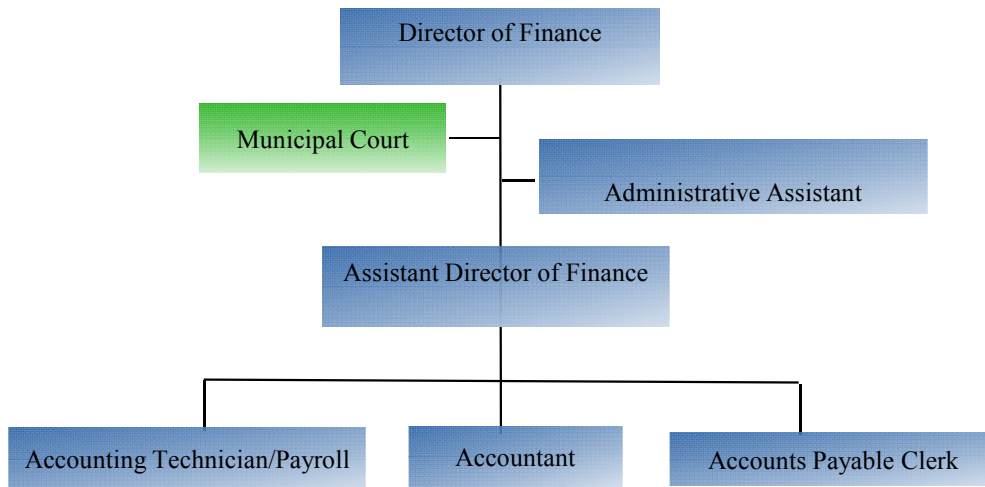 Director of Finance
Municipal Court
Administrative Assistant
Assistant Director of Finance
Accounting Technician/Payroll
Accountant
Accounts Payable Clerk